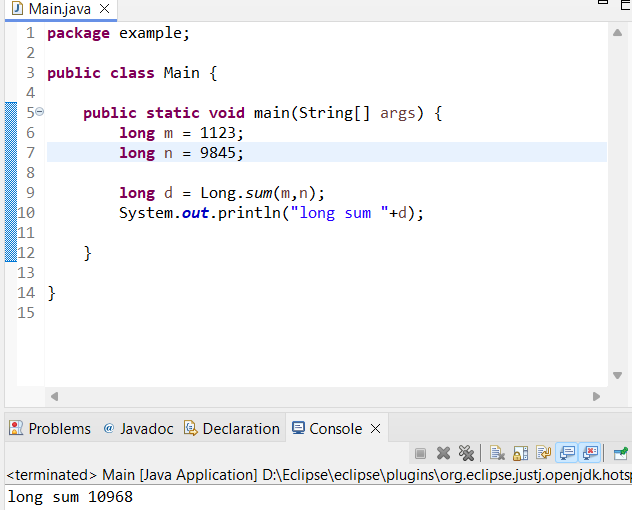 Main.java
1 package example;
2
3 public class Main {
4
5 public static void main(String[] args) {
6 long m = 1123;
7 long n = 9845;
8
9 long d = Long.sum(m,n);
10 System.out.println("long sum "+d);
11
12 }
13
14 }
15
Problems @ Javadoc Declaration Console
<terminated> Main [Java Application] D:\Eclipse\eclipse\plugins\org.eclipse.justj.openjdk.hotsp
long sum 10968